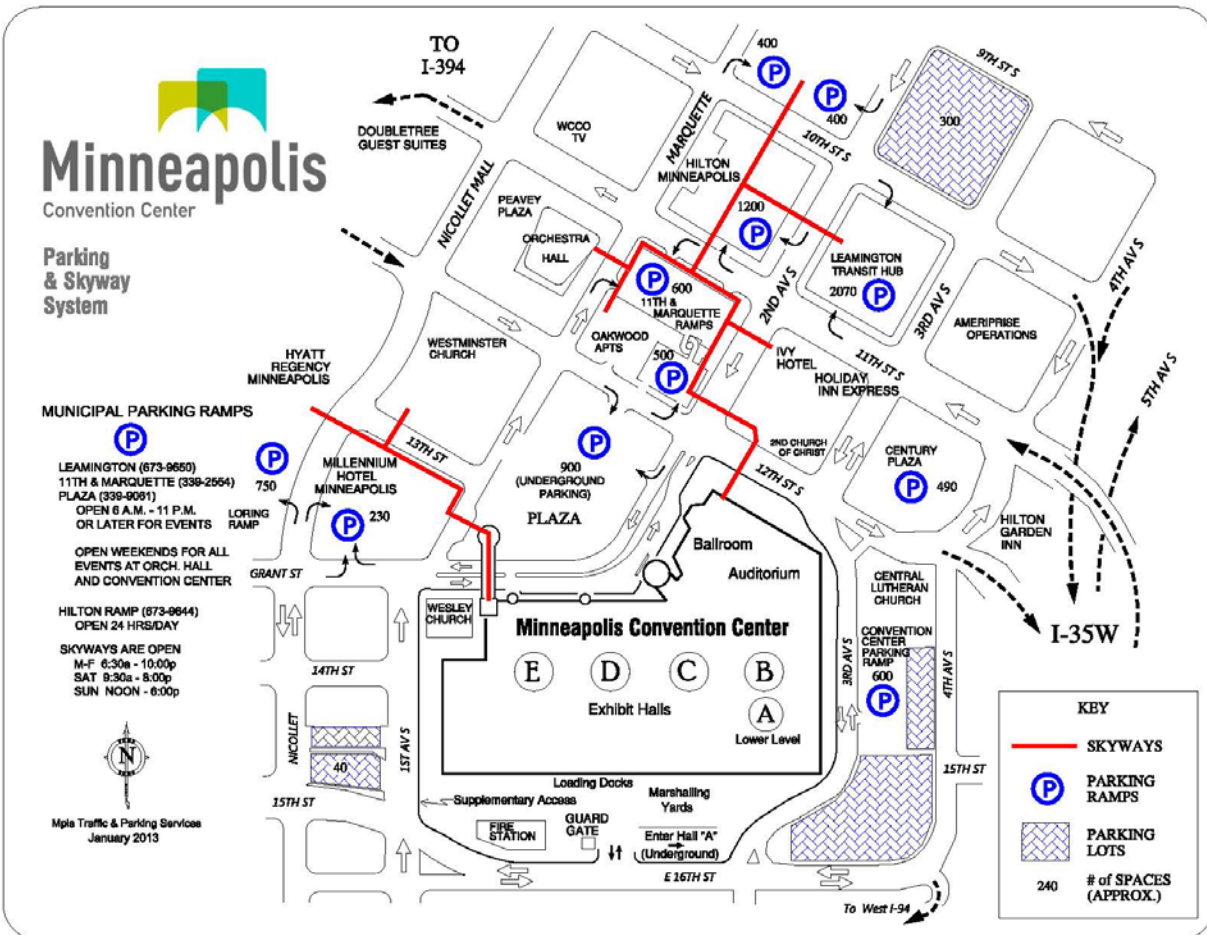 Minneapolis
Convention Center
Parking
& Skyway
System
TO
I-394
DOUBLETREE
GUEST SUITES
NICOLLET MALL
WCCO
TV
MARQUETTE
400
400
10TH ST S
9TH ST S
300
HILTON
MINNEAPOLIS
1200
PEAVEY
PLAZA
ORCHESTRA
HALL
600
11TH &
MARQUETTE
RAMPS
2ND AV S
LEAMINGTON
TRANSIT HUB
2070
3RD AV S
4TH AV S
AMERIPRISE
OPERATIONS
5TH AV S
11TH ST S
OAKWOOD
APTS
500
IVY
HOTEL
HOLIDAY
INN EXPRESS
WESTMINSTER
CHURCH
HYATT
REGENCY
MINNEAPOLIS
MUNICIPAL PARKING RAMPS
P
LEAMINGTON (673-9650)
11TH & MARQUETTE (339-2554)
PLAZA (339-9061)
OPEN 6 A.M. - 11 P.M.
OR LATER FOR EVENTS
OPEN WEEKENDS FOR ALL
EVENTS AT ORCH. HALL
AND CONVENTION CENTER
HILTON RAMP (673-9644)
OPEN 24 HRS/DAY
SKYWAYS ARE OPEN
M-F 6:30a - 10:00p
SAT 9:30a - 8:00p
SUN NOON - 6:00p
N
Mpls Traffic & Parking Services
January 2013
13TH ST
MILLENNIUM
HOTEL
MINNEAPOLIS
750
LORING
RAMP
230
GRANT ST
900
(UNDERGROUND
PARKING)
PLAZA
2ND CHURCH
OF CHRIST
12TH ST S
CENTURY
PLAZA
490
HILTON
GARDEN
INN
I-35W
Ballroom
Auditorium
CENTRAL
LUTHERAN
CHURCH
CONVENTION
CENTER
PARKING
RAMP
600
3RD AV S
4TH AV S
WESLEY
CHURCH
Minneapolis Convention Center
E D C B
A
Exhibit Halls
Lower Level
14TH ST
NICOLLET
1ST AV S
40
15TH ST
15TH ST
Loading Docks
Supplementary Access
Marshalling
Yards
FIRE
STATION
GUARD
GATE
Enter Hall "A"
(Underground)
E 16TH ST
To West I-94
KEY
SKYWAYS
P
PARKING
RAMPS
PARKING
LOTS
240
# of SPACES
(APPROX.)